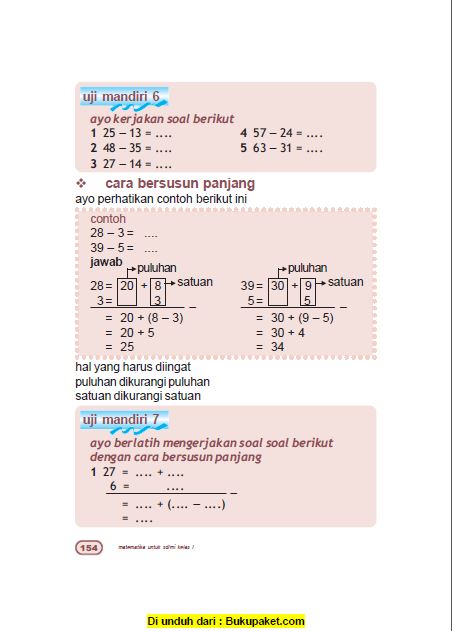 uji mandiri 6
ayo kerjakan soal berikut
1 25 – 13 = ....
4 57 – 24 = ....
2 48 – 35 = ....
5 63 – 31 = ....
3 27 – 14 = ....
❖ cara bersusun panjang
ayo perhatikan contoh berikut ini
contoh
28 – 3 = ....
39 – 5 = ....
jawab
puluhan
28 = 20 + 8 satuan
3 = 3 –
= 20 + (8 – 3)
= 20 + 5
= 25
puluhan
39 = 30 + 9 satuan
5 = 5 –
= 30 + (9 – 5)
= 30 + 4
= 34
hal yang harus diingat
puluhan dikurangi puluhan
satuan dikurangi satuan
uji mandiri 7
ayo berlatih mengerjakan soal soal berikut
dengan cara bersusun panjang
1 27 = .... + ....
6 = .... –
= .... + (.... – ....)
= ....
154 matematika untuk sd/mi kelas I
Di unduh dari : Bukupaket.com